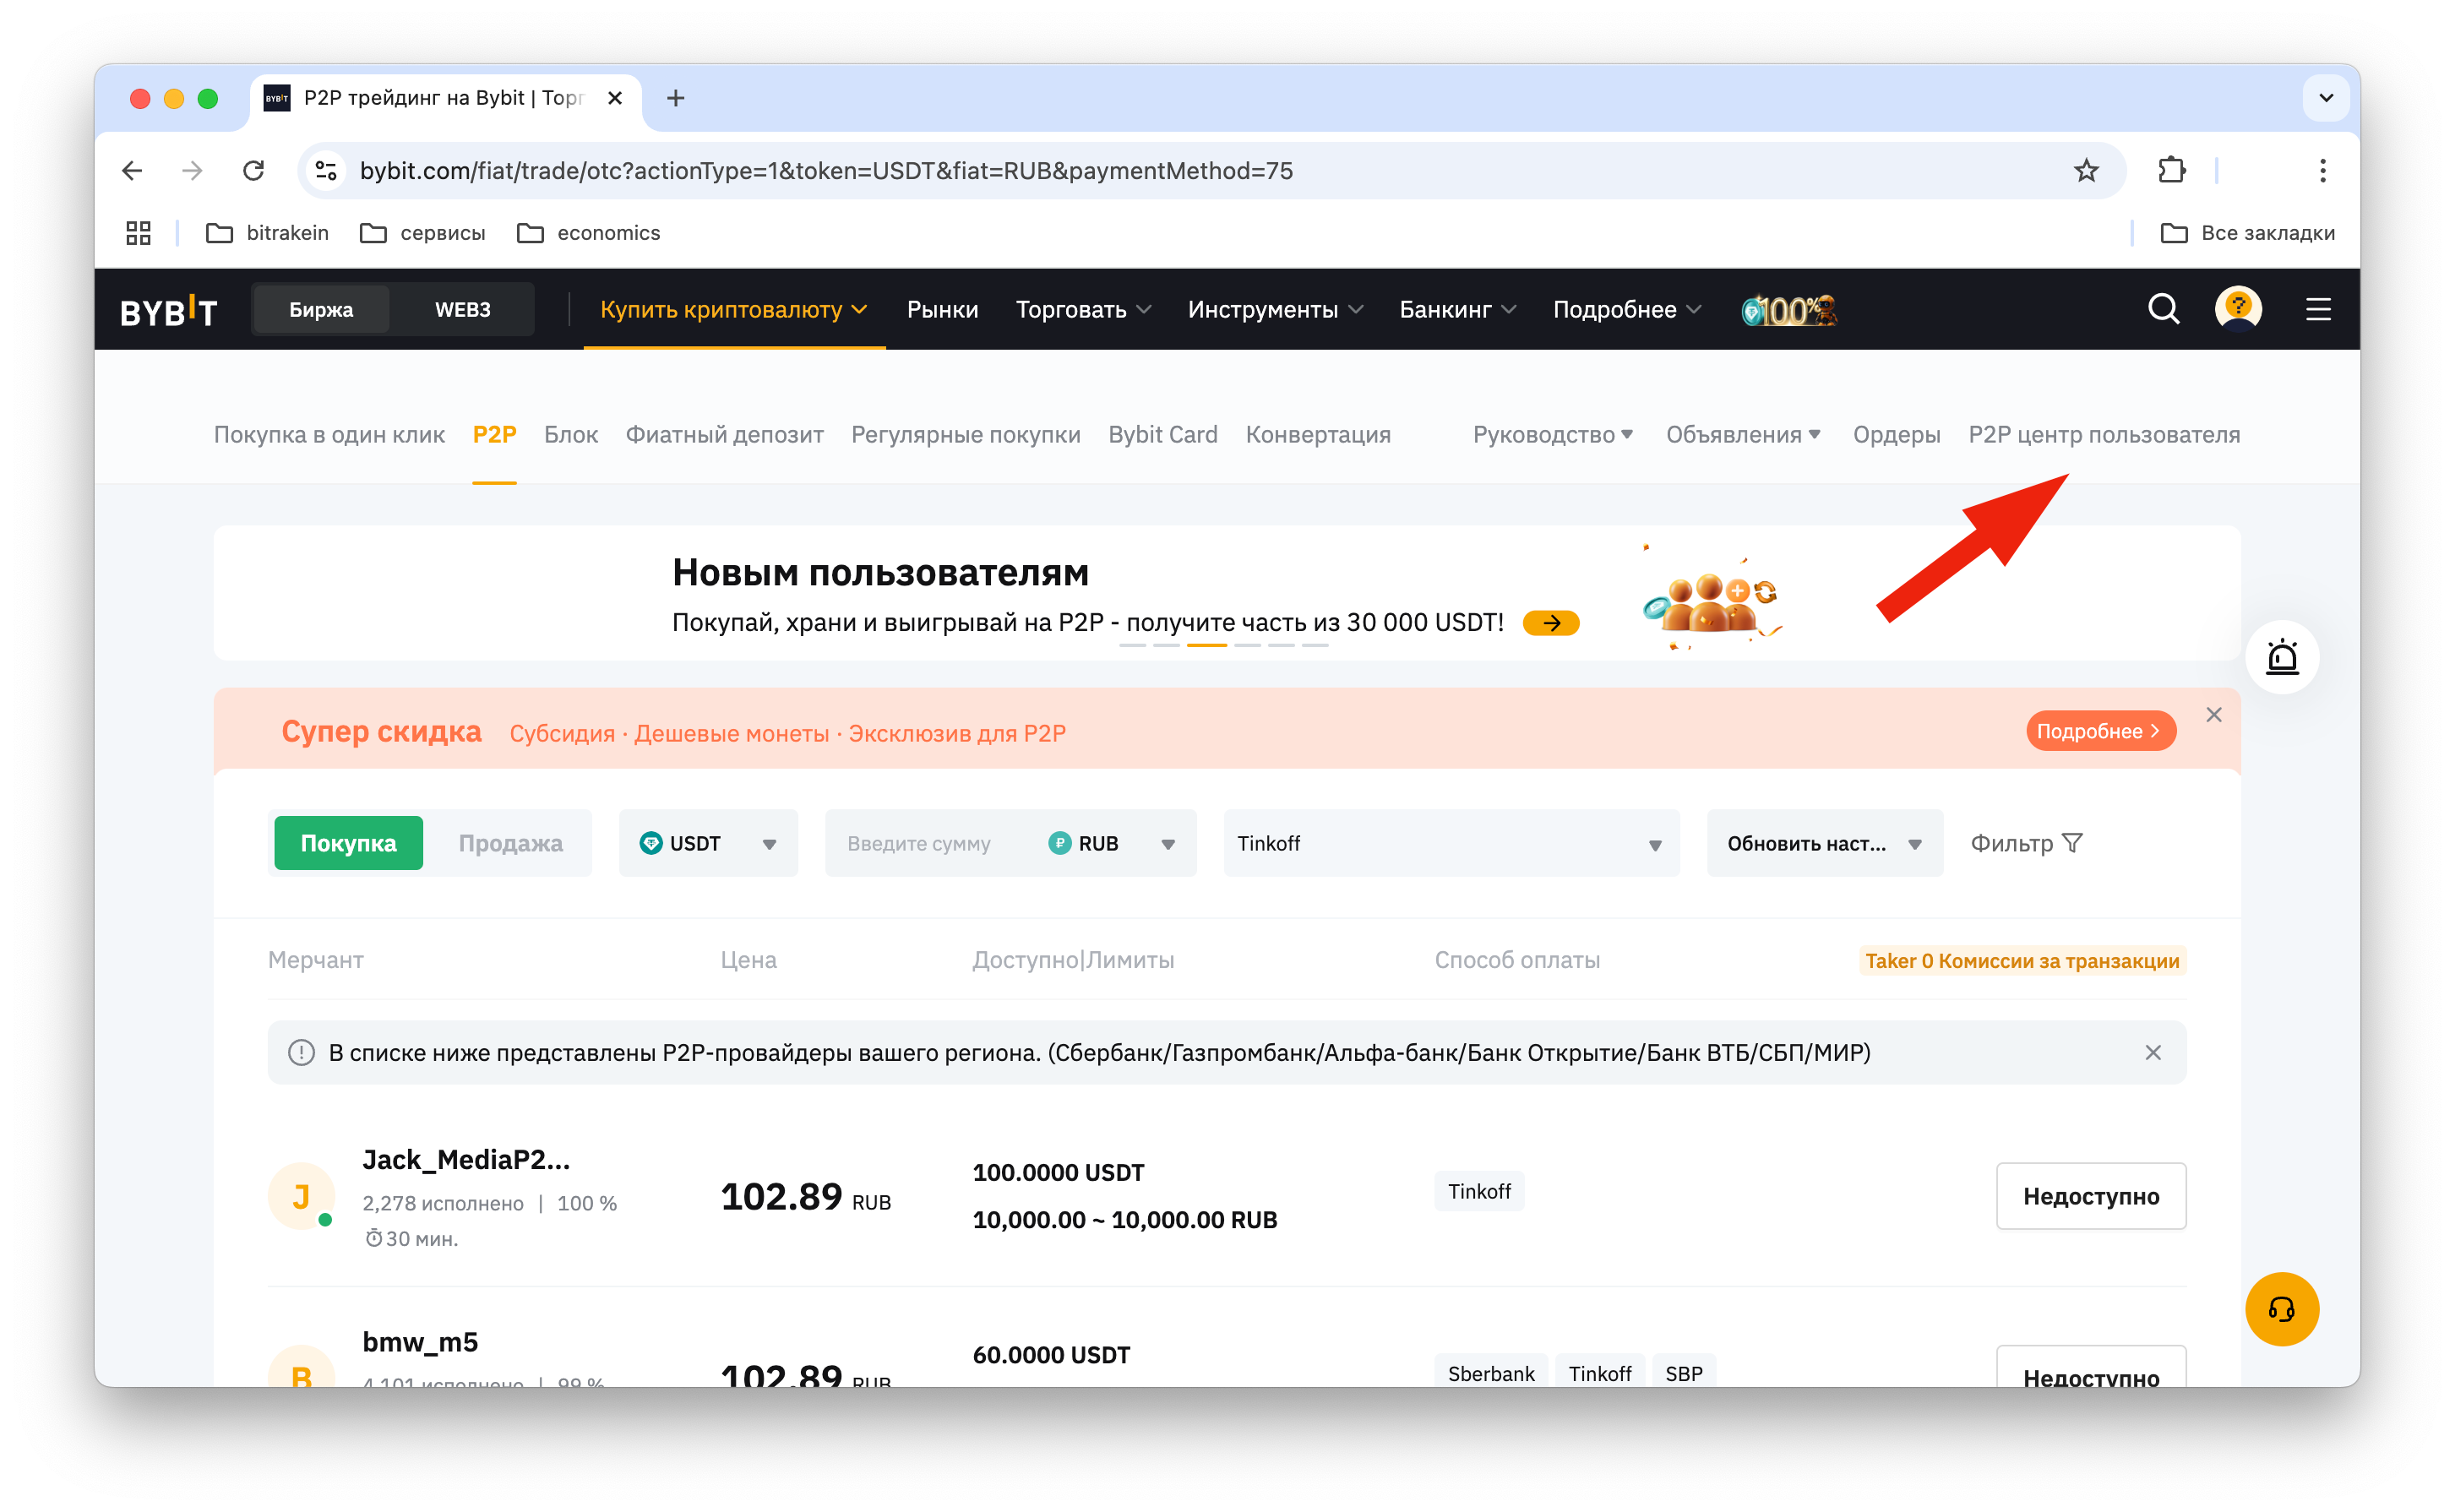 BYBIT P2P трейдинг на Bybit | Торг
bybit.com/fiat/trade/otc?actionType=1&token=USDT&fiat=RUB&paymentMethod=75
bitrakein сервисы economics Все закладки
BYBIT Биржа WEB3 Купить криптовалюту Рынки Торговать Инструменты Банкинг Подробнее 100%
Покупка в один клик P2P Блок Фиатный депозит Регулярные покупки Bybit Card Конвертация Руководство Объявления Ордеры P2P центр пользователя
Новым пользователям
Покупай, храни и выигрывай на P2P - получите часть из 30 000 USDT!
Супер скидка Субсидия · Дешевые монеты · Эксклюзив для P2P Подробнее
Покупка Продажа USDT Введите сумму RUB Tinkoff Обновить наст... Фильтр
Мерчант Цена Доступно|Лимиты Способ оплаты Taker 0 Комиссии за транзакции
В списке ниже представлены P2P-провайдеры вашего региона. (Сбербанк/Газпромбанк/Альфа-банк/Банк Открытие/Банк ВТБ/СБП/МИР)
Jack_MediaP2... 100.0000 USDT
J 2,278 исполнено | 100 % 102.89 RUB 10,000.00 ~ 10,000.00 RUB Tinkoff Недоступно
30 мин.
bmw_m5 60.0000 USDT
B 4,101 исполнено | 99 % 102.89 RUB Sberbank Tinkoff SBP Недоступно